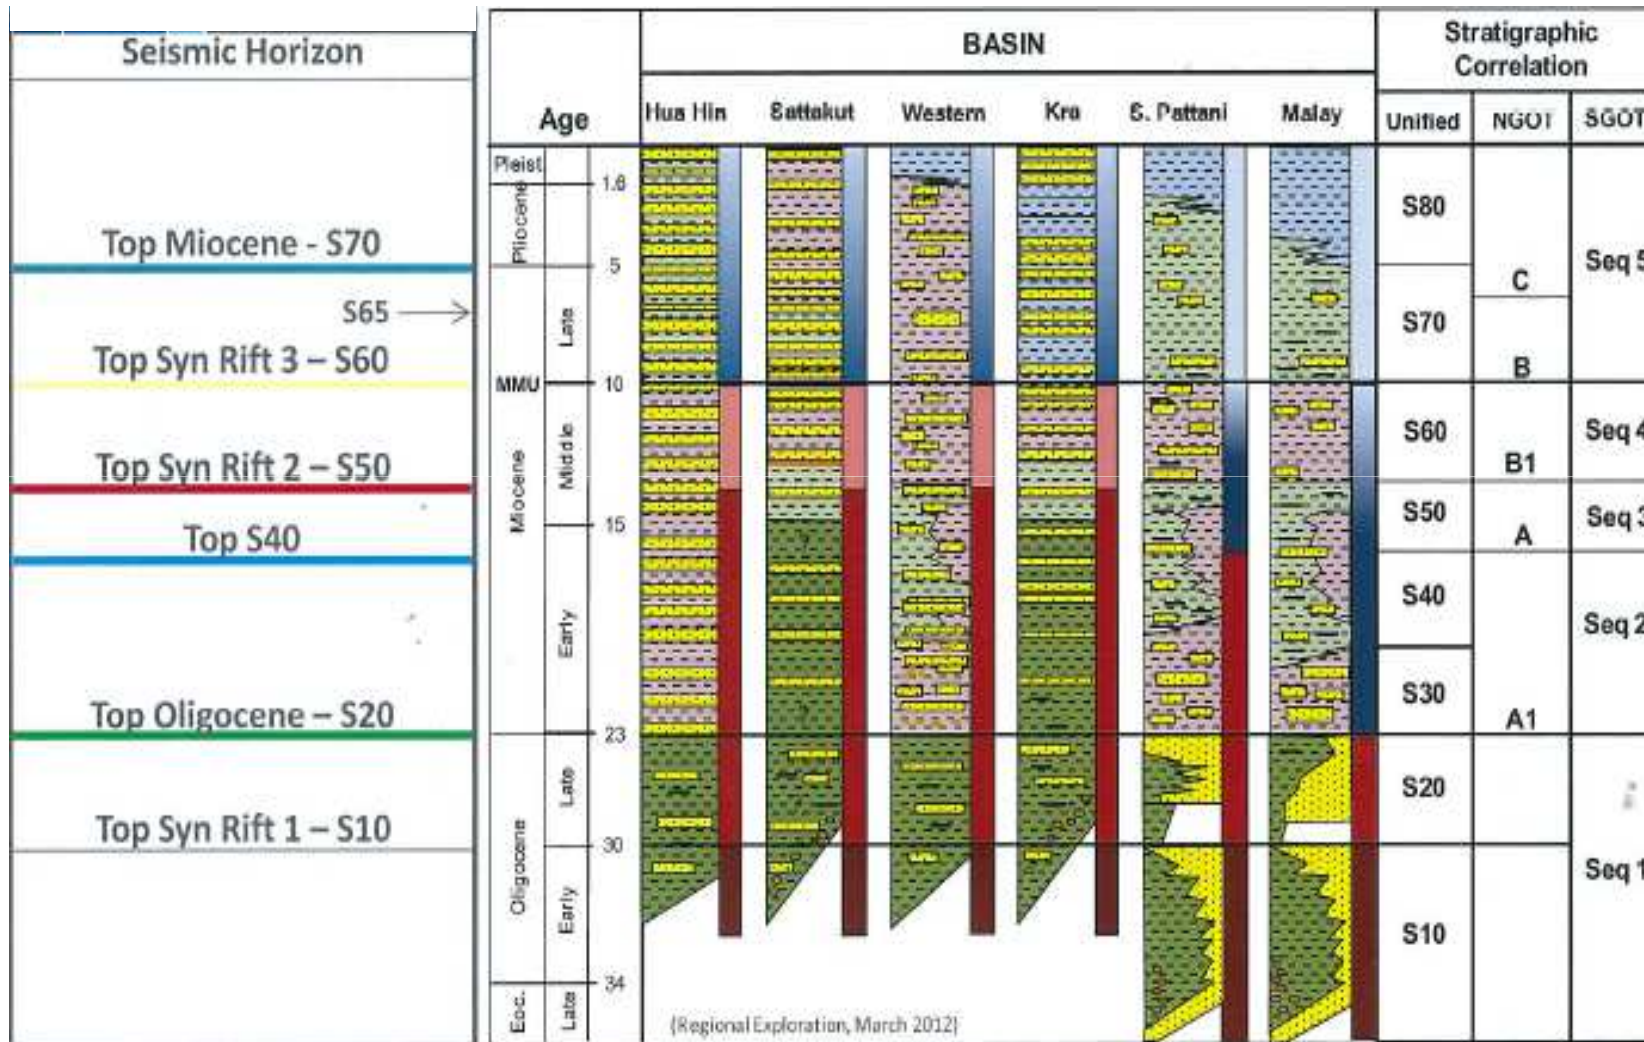 Seismic Horizon
Top Miocene - S70
S65
Top Syn Rift 3 – S60
Top Syn Rift 2 – S50
Top S40
Top Oligocene – S20
Top Syn Rift 1 – S10
BASIN
Stratigraphic
Correlation
Age
Hua Hin
Sattakut
Western
Kra
S. Pattani
Malay
Unified
NGOT
SGOT
Pleist
1.6
Pliocene
5
Late
MMU
10
Miocene
Middle
15
Early
23
Late
30
Oligocene
Early
34
Eoc.
Late
S80
S70
S60
S50
S40
S30
S20
S10
C
B
B1
A
A1
Seq 5
Seq 4
Seq 3
Seq 2
Seq 1
(Regional Exploration, March 2012)